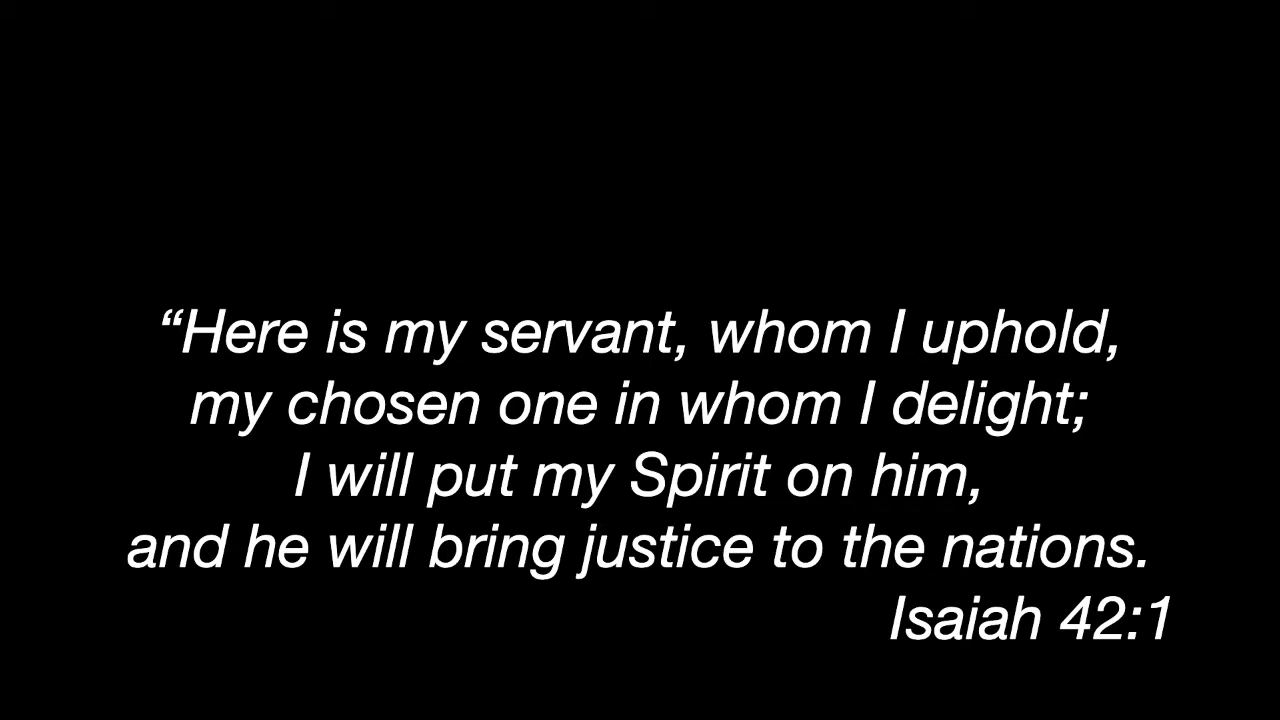 “Here is my servant, whom I uphold,
my chosen one in whom I delight;
I will put my Spirit on him,
and he will bring justice to the nations.
Isaiah 42:1